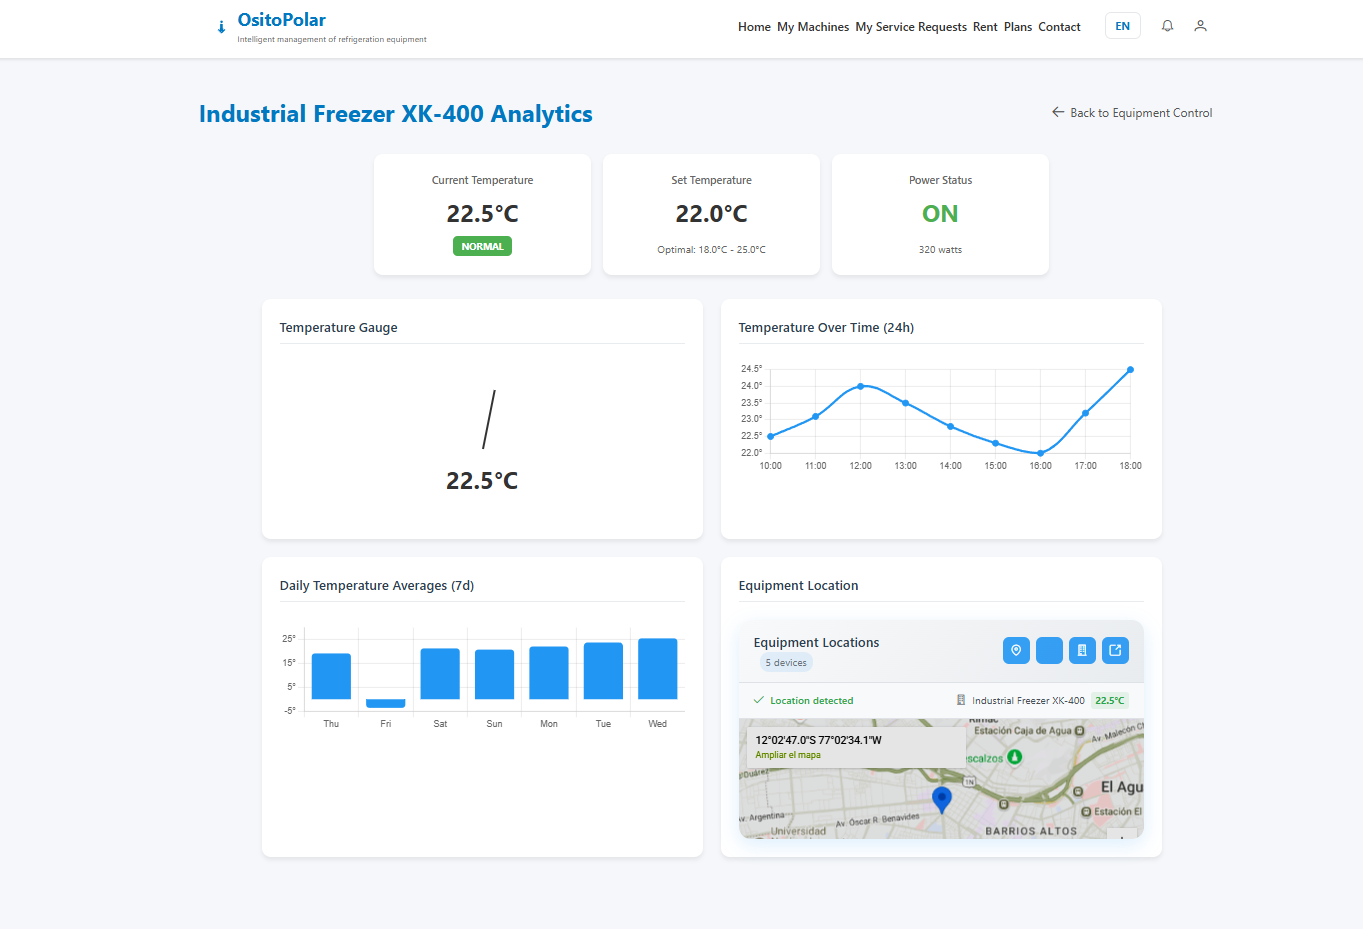 OsitoPolar
Intelligent management of refrigeration equipment
Home My Machines My Service Requests Rent Plans Contact
EN
Industrial Freezer XK-400 Analytics
Back to Equipment Control
Current Temperature
22.5°C
NORMAL
Set Temperature
22.0°C
Optimal: 18.0°C - 25.0°C
Power Status
ON
320 watts
Temperature Gauge
22.5°C
Temperature Over Time (24h)
24.5°
24.0°
23.5°
23.0°
22.5°
22.0°
10:00 11:00 12:00 13:00 14:00 15:00 16:00 17:00 18:00
Daily Temperature Averages (7d)
25°
15°
5°
-5°
Thu Fri Sat Sun Mon Tue Wed
Equipment Location
Equipment Locations
5 devices
Location detected
Industrial Freezer XK-400 22.5°C
12°02'47.0"S 77°02'34.1"W
Ampliar el mapa
Rímac
Estación Caja de Agua
Av. Malecón C
scalzos
Duárez
1N
El Agu
Estación El
Av. Argentina
Av. Óscar R. Benavides
Universidad
BARRIOS ALTOS